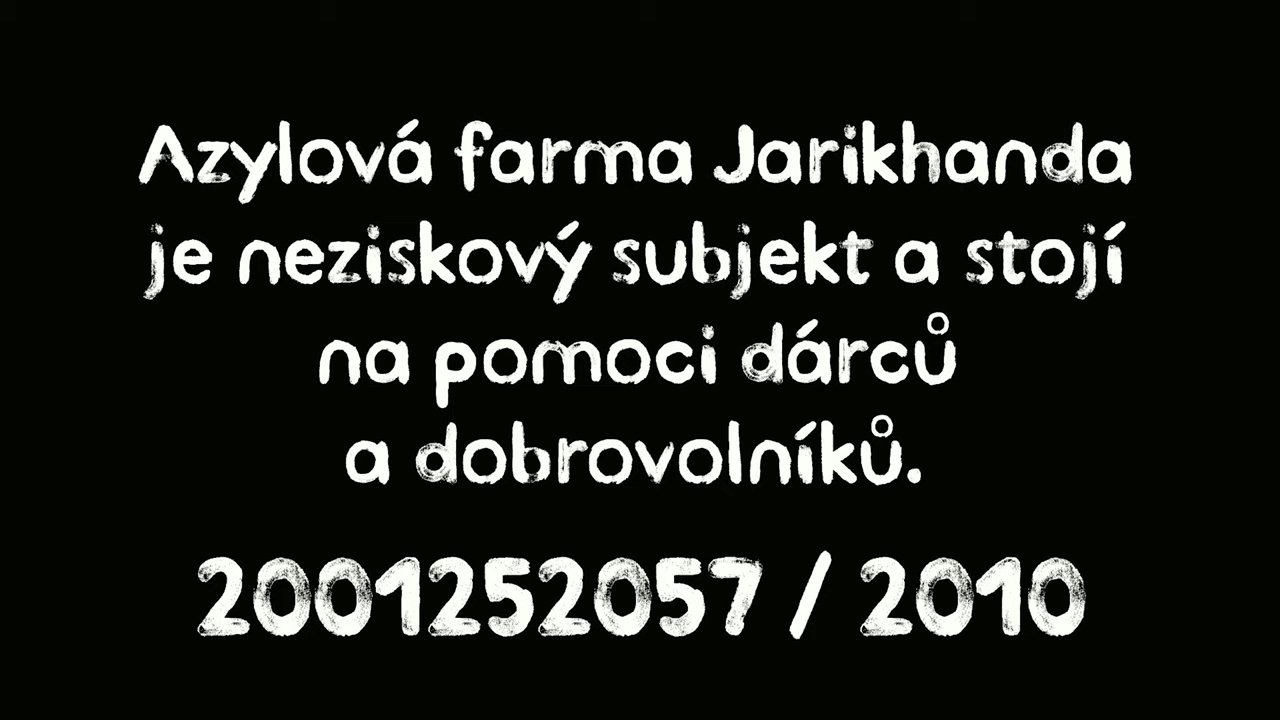 Azylová farma Jarikhanda
je neziskový subjekt a stojí
na pomoci dárců
a dobrovolníků.
2001252057 / 2010